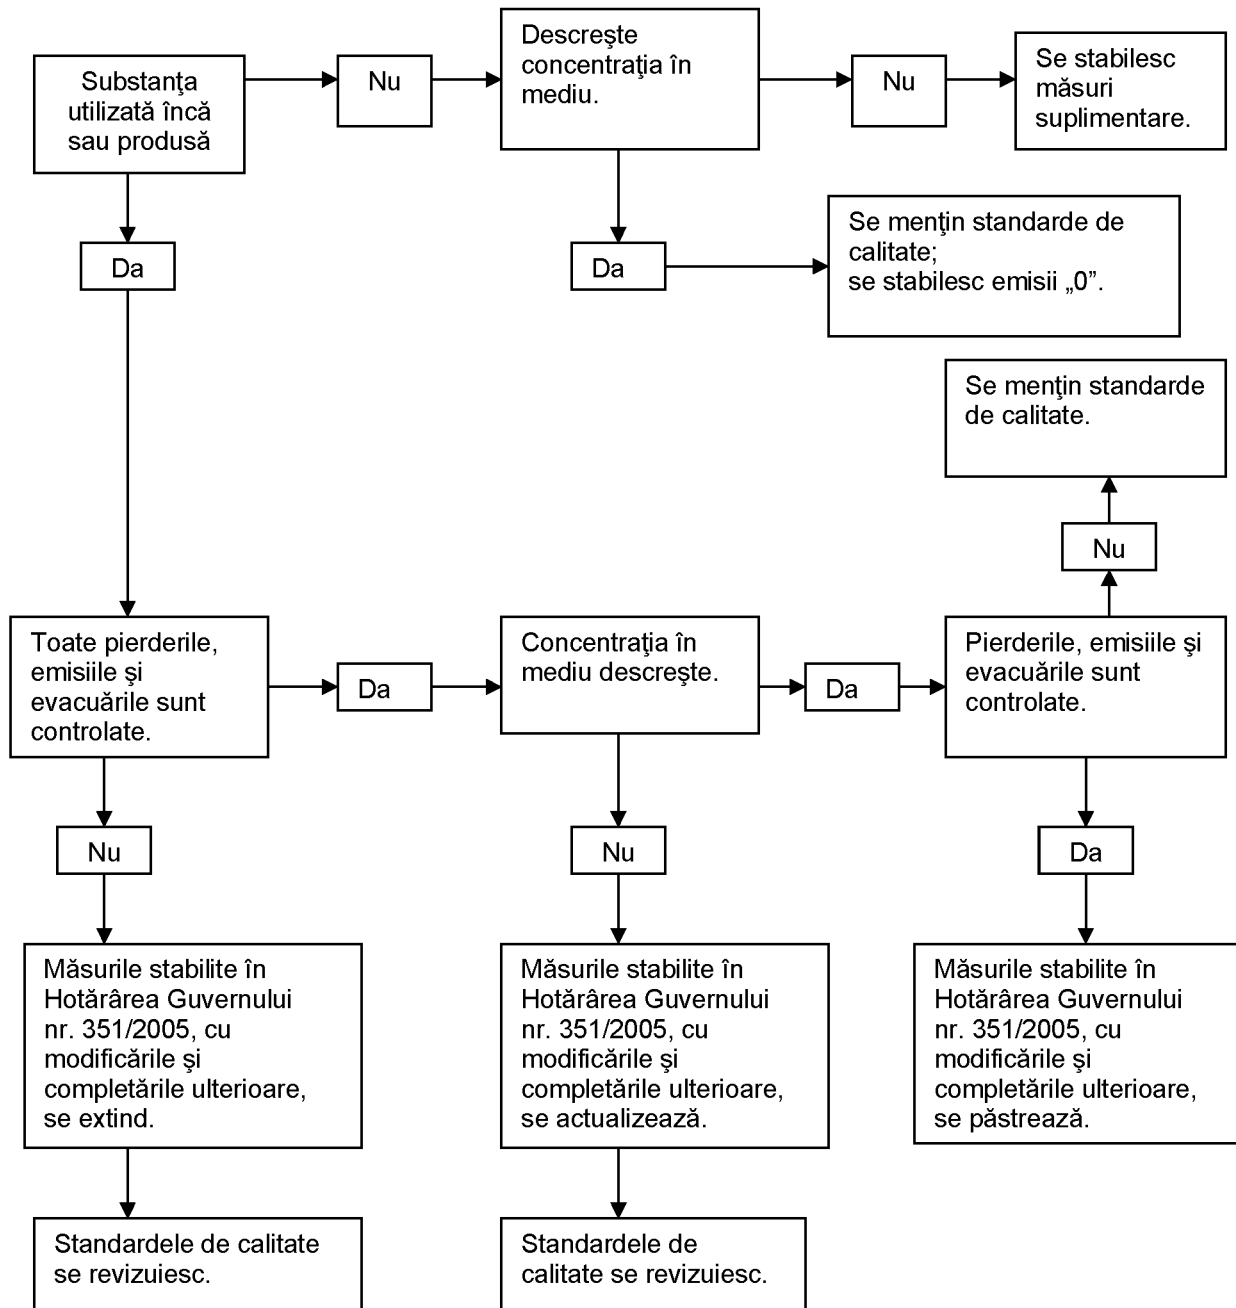 Substanţa
utilizată încă
sau produsă
Nu
Descreşte
concentraţia în
mediu.
Nu
Se stabilesc
măsuri
suplimentare.
Da
Da
Se menţin standarde de
calitate;
se stabilesc emisii „0”.
Se menţin standarde
de calitate.
Nu
Toate pierderile,
emisiile şi
evacuările sunt
controlate.
Da
Concentraţia în
mediu descreşte.
Da
Pierderile, emisiile şi
evacuările sunt
controlate.
Nu
Nu
Da
Măsurile stabilite în
Hotărârea Guvernului
nr. 351/2005, cu
modificările şi
completările ulterioare,
se extind.
Măsurile stabilite în
Hotărârea Guvernului
nr. 351/2005, cu
modificările şi
completările ulterioare,
se actualizează.
Măsurile stabilite în
Hotărârea Guvernului
nr. 351/2005, cu
modificările şi
completările ulterioare,
se păstrează.
Standardele de calitate
se revizuiesc.
Standardele de
calitate se revizuiesc.